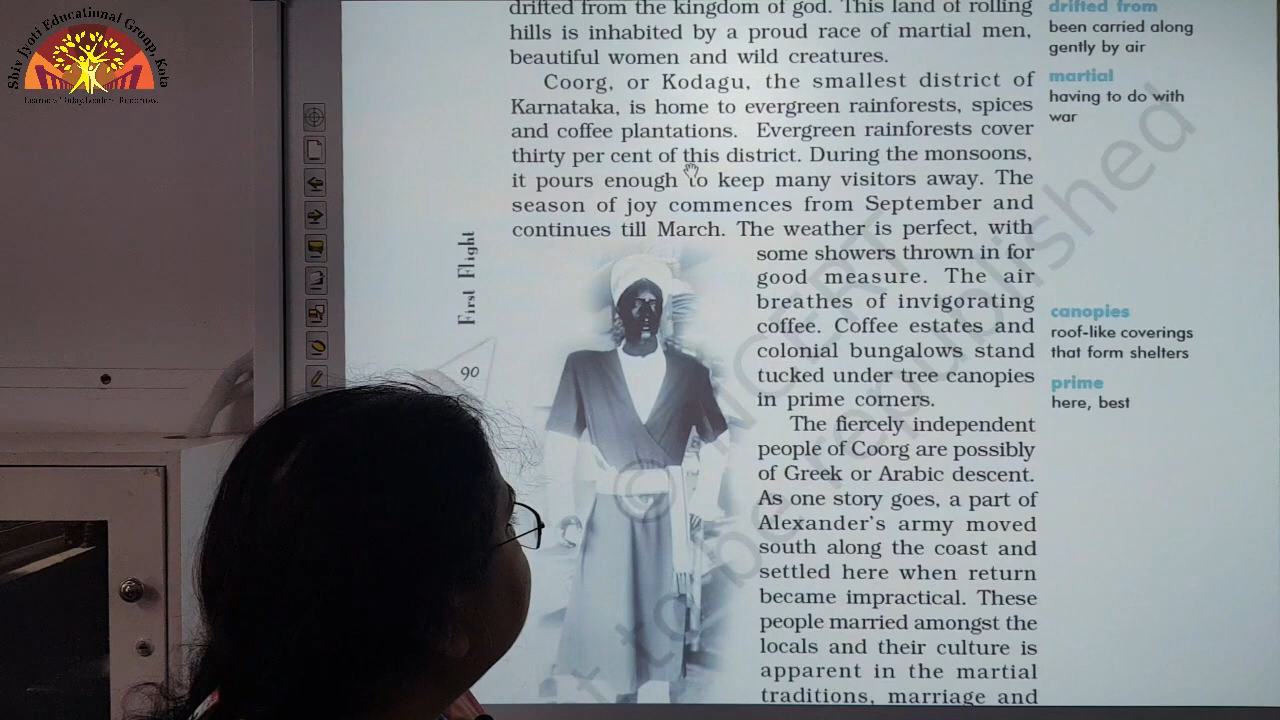 Shiv Jyoti Educational Group, Kota
drifted from the kingdom of god. This land of rolling
hills is inhabited by a proud race of martial men,
beautiful women and wild creatures.
Coorg, or Kodagu, the smallest district of
Karnataka, is home to evergreen rainforests, spices
and coffee plantations. Evergreen rainforests cover
thirty per cent of this district. During the monsoons,
it pours enough to keep many visitors away. The
season of joy commences from September and
continues till March. The weather is perfect, with
some showers thrown in for
good measure. The air
breathes of invigorating
coffee. Coffee estates and
colonial bungalows stand
tucked under tree canopies
in prime corners.
The fiercely independent
people of Coorg are possibly
of Greek or Arabic descent.
As one story goes, a part of
Alexander's army moved
south along the coast and
settled here when return
became impractical. These
people married amongst the
locals and their culture is
apparent in the martial
traditions, marriage and
drifted from
been carried along
gently by air
martial
having to do with
war
canopies
roof-like coverings
that form shelters
prime
here, best
First Flight
90
© NCERT
not to be republished